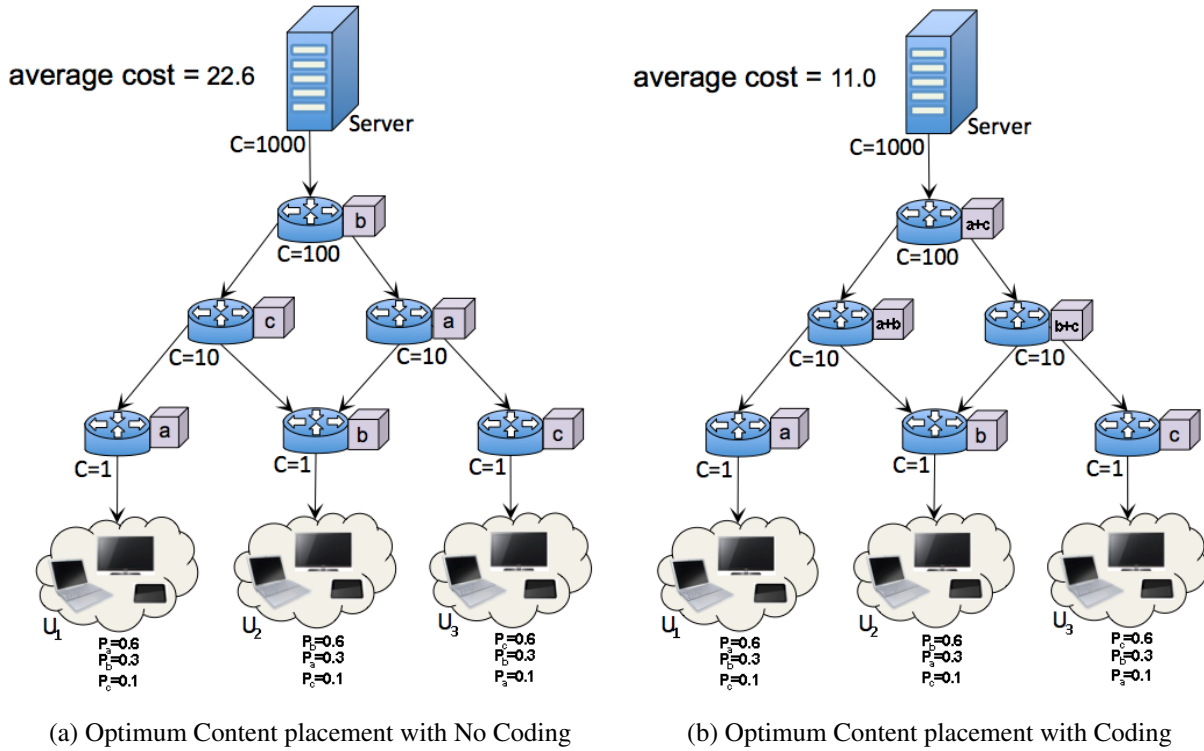 average cost = 22.6
Server
C=1000
b
C=100
c
a
C=10
C=10
a
b
c
C=1
C=1
C=1
U1
U2
U3
Pa=0.6
Pb=0.3
Pc=0.1
Pb=0.6
Pa=0.3
Pc=0.1
Pc=0.6
Pb=0.3
Pa=0.1
(a) Optimum Content placement with No Coding
average cost = 11.0
Server
C=1000
a+c
C=100
a+b
b+c
C=10
C=10
a
b
c
C=1
C=1
C=1
U1
U2
U3
Pa=0.6
Pb=0.3
Pc=0.1
Pb=0.6
Pa=0.3
Pc=0.1
Pc=0.6
Pb=0.3
Pa=0.1
(b) Optimum Content placement with Coding